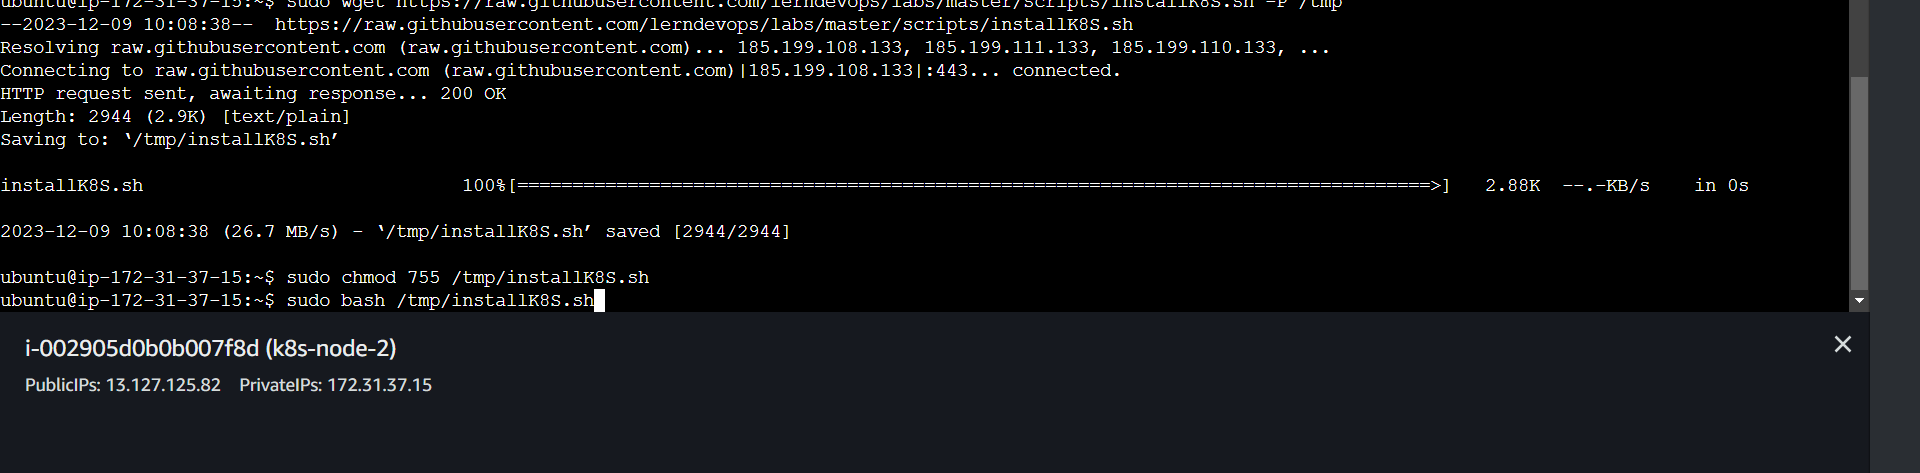 ubuntu@ip-172-31-37-15:~$ sudo wget https://raw.githubusercontent.com/lerndevops/labs/master/scripts/installK8S.sh -P /tmp
--2023-12-09 10:08:38--  https://raw.githubusercontent.com/lerndevops/labs/master/scripts/installK8S.sh
Resolving raw.githubusercontent.com (raw.githubusercontent.com)... 185.199.108.133, 185.199.111.133, 185.199.110.133, ...
Connecting to raw.githubusercontent.com (raw.githubusercontent.com)|185.199.108.133|:443... connected.
HTTP request sent, awaiting response... 200 OK
Length: 2944 (2.9K) [text/plain]
Saving to: ‘/tmp/installK8S.sh’
installK8S.sh 100%[===================================================================================>] 2.88K --.-KB/s in 0s
2023-12-09 10:08:38 (26.7 MB/s) - ‘/tmp/installK8S.sh’ saved [2944/2944]
ubuntu@ip-172-31-37-15:~$ sudo chmod 755 /tmp/installK8S.sh
ubuntu@ip-172-31-37-15:~$ sudo bash /tmp/installK8S.sh
i-002905d0b0b007f8d (k8s-node-2)
PublicIPs: 13.127.125.82 PrivateIPs: 172.31.37.15